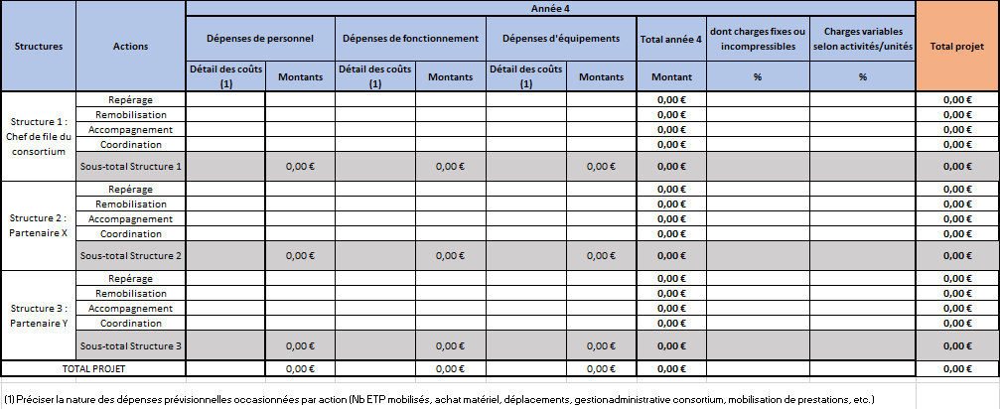 Année 4
Structures Actions Dépenses de personnel Dépenses de fonctionnement Dépenses d'équipements Total année 4 dont charges fixes ou incompressibles Charges variables selon activités/unités Total projet
Détail des coûts (1) Montants Détail des coûts (1) Montants Détail des coûts (1) Montants Montant % %
Structure 1 : Chef de file du consortium
Repérage 0,00 € 0,00 €
Remobilisation 0,00 € 0,00 €
Accompagnement 0,00 € 0,00 €
Coordination 0,00 € 0,00 €
Sous-total Structure 1 0,00 € 0,00 € 0,00 € 0,00 € 0,00 €
Structure 2 : Partenaire X
Repérage 0,00 € 0,00 €
Remobilisation 0,00 € 0,00 €
Accompagnement 0,00 € 0,00 €
Coordination 0,00 € 0,00 €
Sous-total Structure 2 0,00 € 0,00 € 0,00 € 0,00 € 0,00 €
Structure 3 : Partenaire Y
Repérage 0,00 € 0,00 €
Remobilisation 0,00 € 0,00 €
Accompagnement 0,00 € 0,00 €
Coordination 0,00 € 0,00 €
Sous-total Structure 3 0,00 € 0,00 € 0,00 € 0,00 € 0,00 €
TOTAL PROJET 0,00 € 0,00 € 0,00 € 0,00 € 0,00 €
(1) Préciser la nature des dépenses prévisionnelles occasionnées par action (Nb ETP mobilisés, achat matériel, déplacements, gestionadministrative consortium, mobilisation de prestations, etc.)